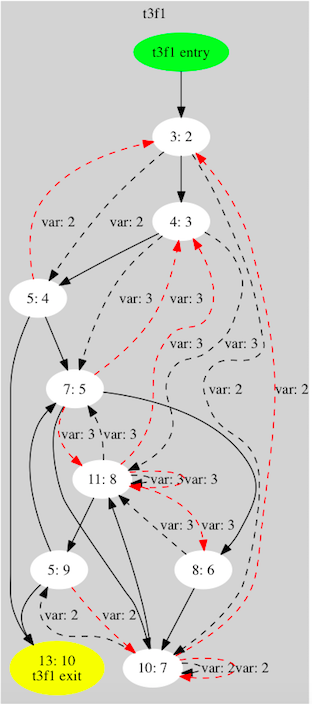 t3f1
t3f1 entry
3: 2
4: 3
var: 2
var: 2
5: 4
var: 3
var: 3
var: 3
var: 3
var: 2
var: 2
7: 5
var: 3
var: 3
11: 8
var: 3
var: 3
var: 3
var: 3
5: 9
8: 6
var: 2
var: 2
13: 10
t3f1 exit
10: 7
var: 2
var: 2